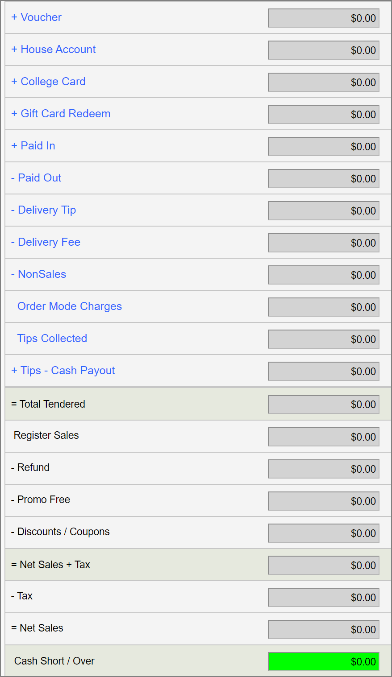 + Voucher $0.00
+ House Account $0.00
+ College Card $0.00
+ Gift Card Redeem $0.00
+ Paid In $0.00
- Paid Out $0.00
- Delivery Tip $0.00
- Delivery Fee $0.00
- NonSales $0.00
Order Mode Charges $0.00
Tips Collected $0.00
+ Tips - Cash Payout $0.00
= Total Tendered $0.00
Register Sales $0.00
- Refund $0.00
- Promo Free $0.00
- Discounts / Coupons $0.00
= Net Sales + Tax $0.00
- Tax $0.00
= Net Sales $0.00
Cash Short / Over $0.00